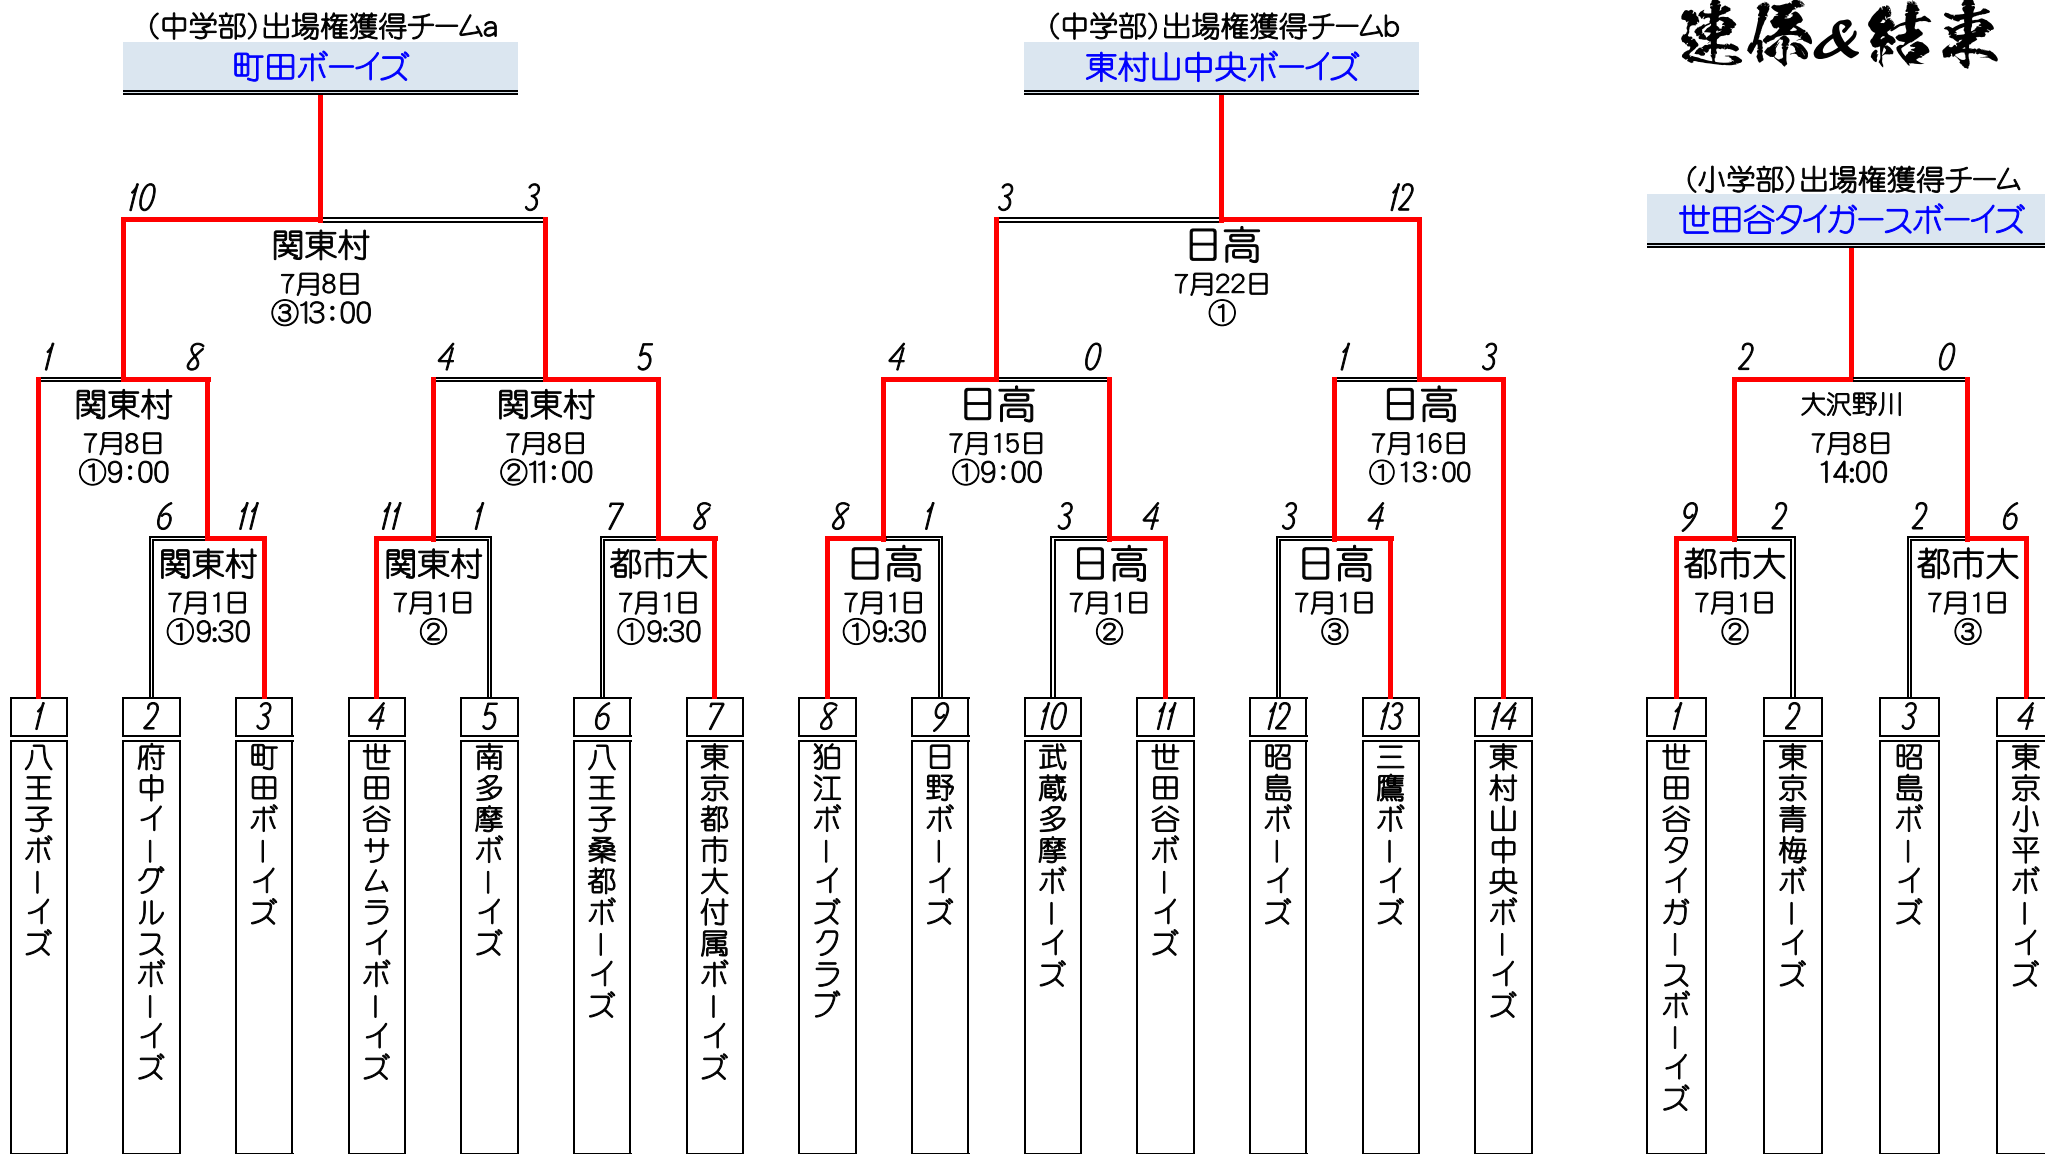 連係&結束
(中学部)出場権獲得チームa
町田ボーイズ
(中学部)出場権獲得チームb
東村山中央ボーイズ
(小学部)出場権獲得チーム
世田谷タイガースボーイズ
10 3
関東村
7月8日
③13:00
3 12
日高
7月22日
①
1 8
関東村
7月8日
①9:00
4 5
関東村
7月8日
②11:00
4 0
日高
7月15日
①9:00
1 3
日高
7月16日
①13:00
2 0
大沢野川
7月8日
14:00
6 11
関東村
7月1日
①9:30
11 1
関東村
7月1日
②
7 8
都市大
7月1日
①9:30
8 1
日高
7月1日
①9:30
3 4
日高
7月1日
②
3 4
日高
7月1日
③
9 2
都市大
7月1日
②
2 6
都市大
7月1日
③
1
八王子ボーイズ
2
府中イーグルスボーイズ
3
町田ボーイズ
4
世田谷サムライボーイズ
5
南多摩ボーイズ
6
八王子桑都ボーイズ
7
東京都市大付属ボーイズ
8
狛江ボーイズクラブ
9
日野ボーイズ
10
武蔵多摩ボーイズ
11
世田谷ボーイズ
12
昭島ボーイズ
13
三鷹ボーイズ
14
東村山中央ボーイズ
1
世田谷タイガースボーイズ
2
東京青梅ボーイズ
3
昭島ボーイズ
4
東京小平ボーイズ